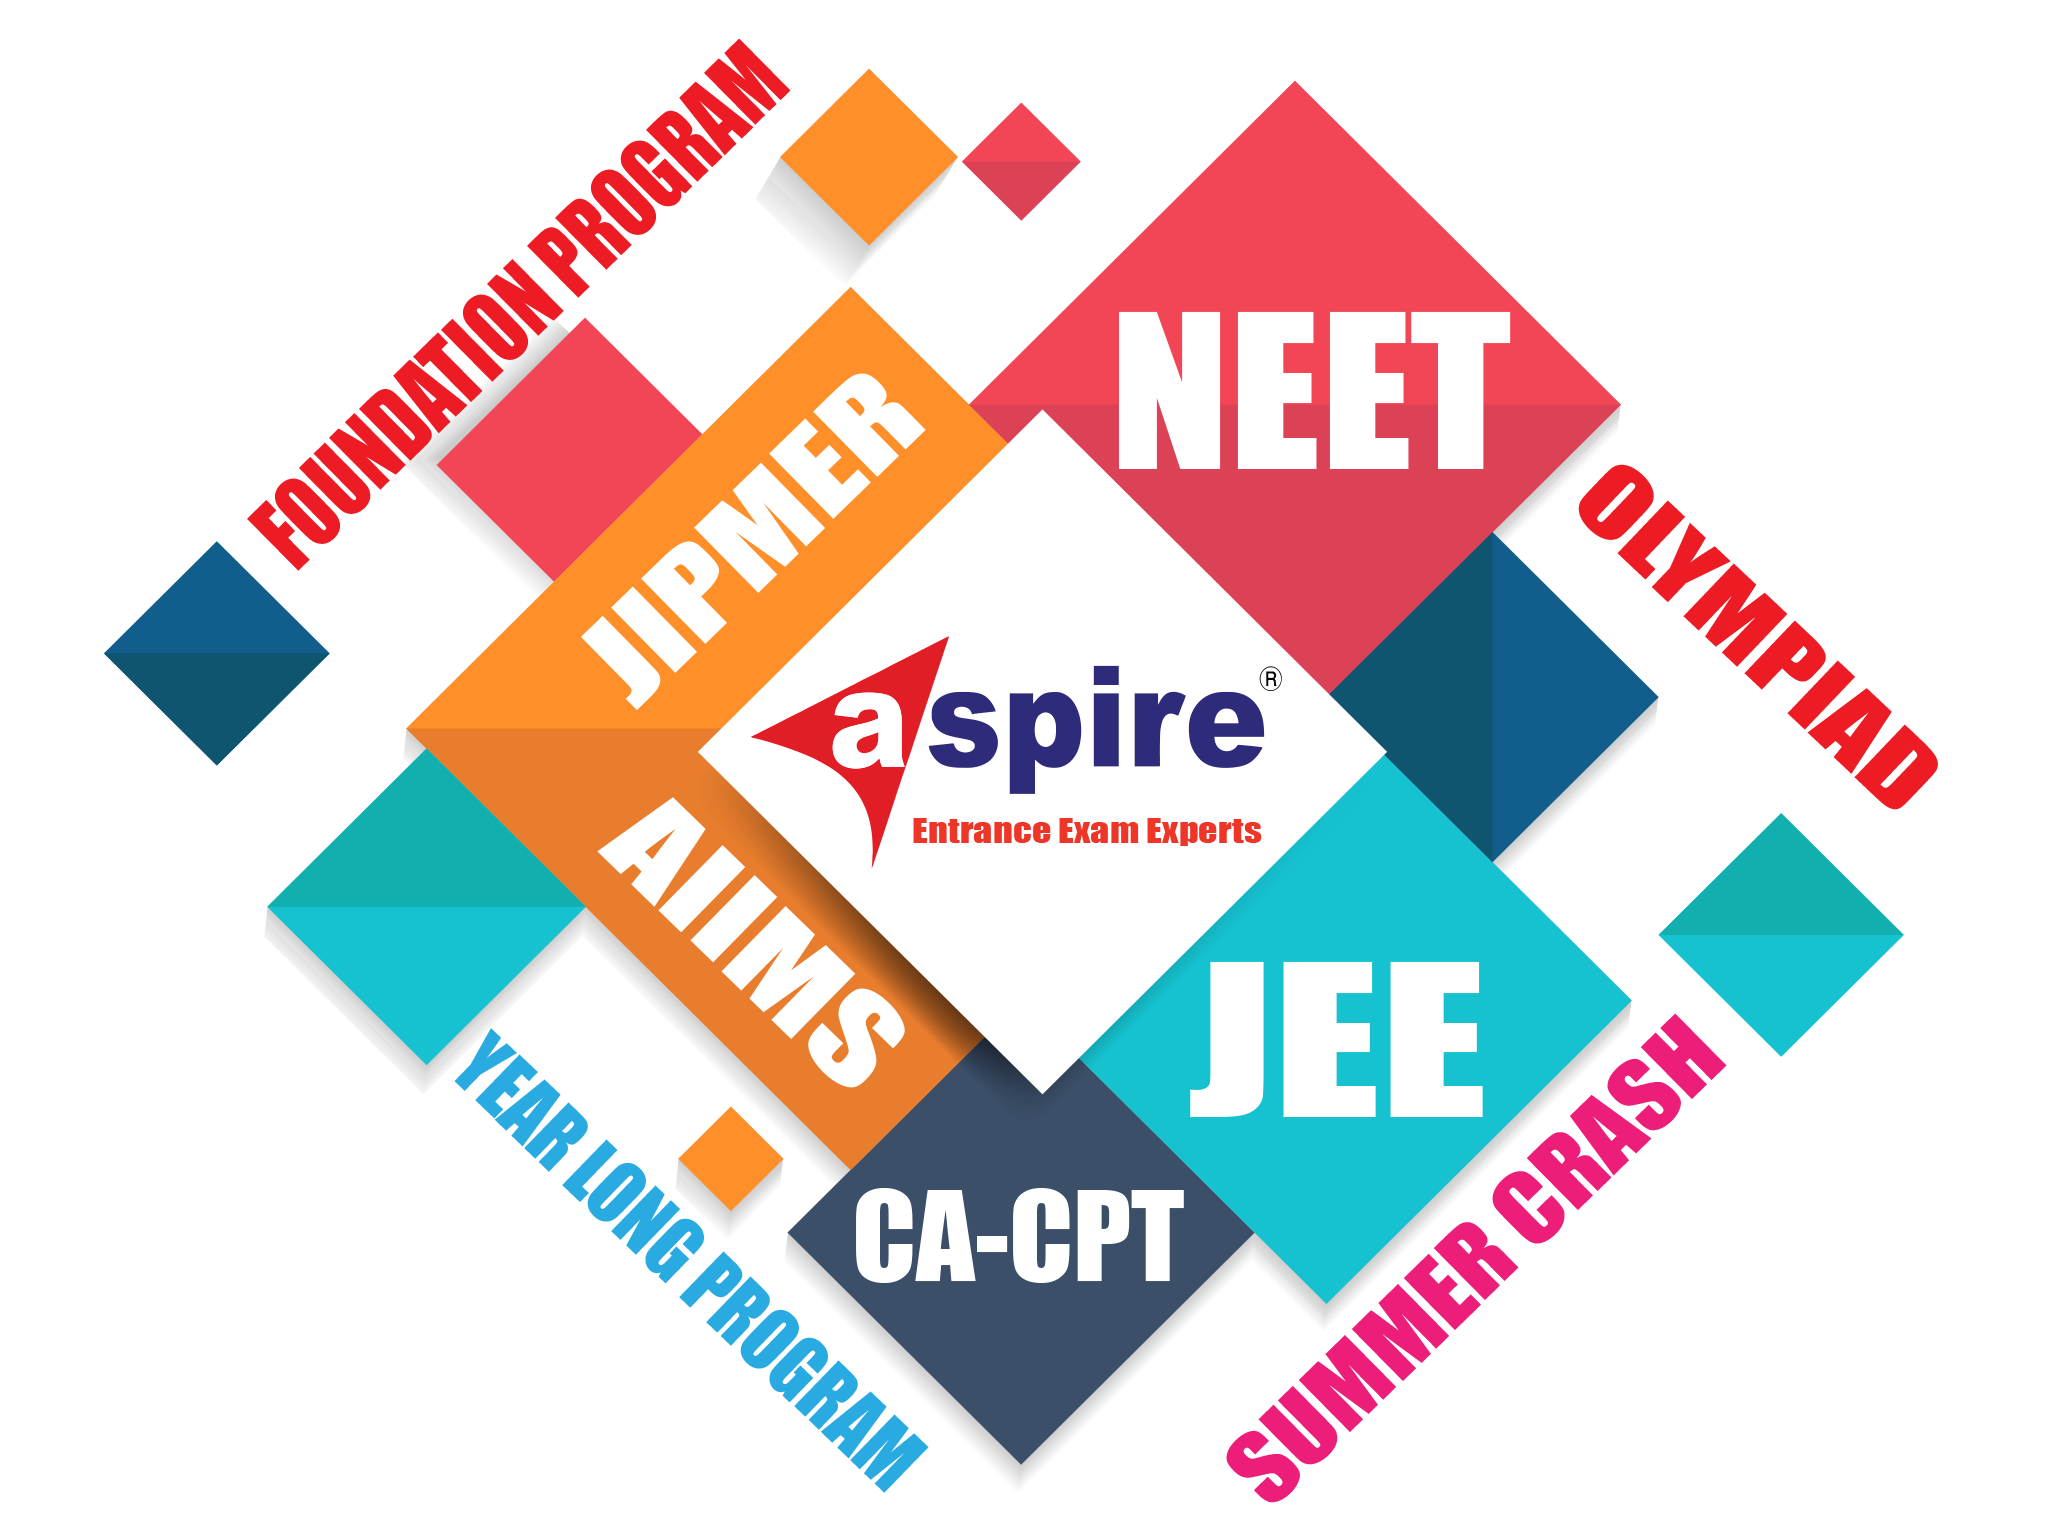 FOUNDATION PROGRAM
NEET
JIPMER
OLYMPIAD
aspire®
Entrance Exam Experts
AIIMS
JEE
CA-CPT
YEAR LONG PROGRAM
SUMMER CRASH